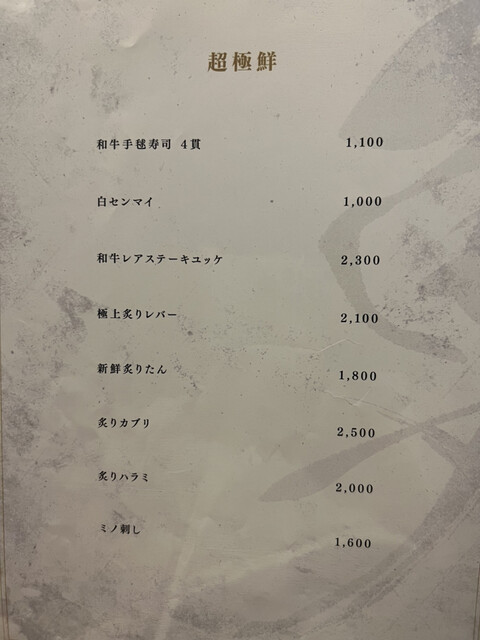 超極鮮
和牛手毬寿司 4貫 1,100
白センマイ 1,000
和牛レアステーキユッケ 2,300
極上炙りレバー 2,100
新鮮炙りたん 1,800
炙りカブリ 2,500
炙りハラミ 2,000
ミノ刺し 1,600